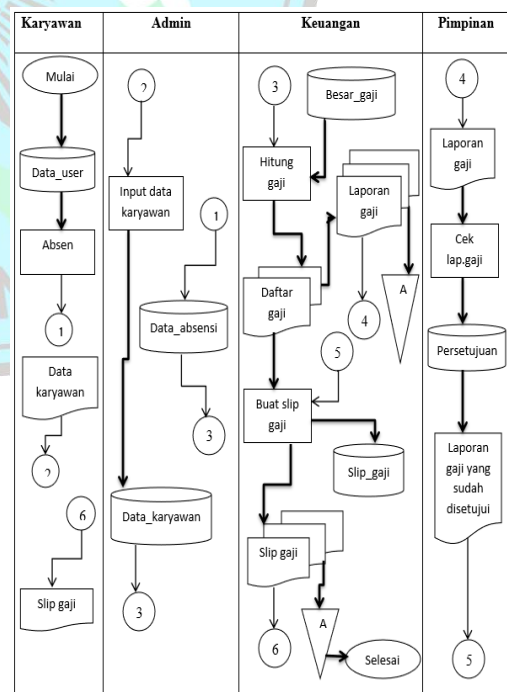 Karyawan
Admin
Keuangan
Pimpinan
Mulai
Data_user
Absen
1
Data
karyawan
2
6
Slip gaji
2
Input data
karyawan
1
Data_absensi
3
Data_karyawan
3
3
Besar_gaji
Hitung
gaji
Laporan
gaji
A
Daftar
gaji
4
5
Buat slip
gaji
Slip_gaji
Slip gaji
A
6
Selesai
4
Laporan
gaji
Cek
lap.gaji
Persetujuan
Laporan
gaji yang
sudah
disetujui
5